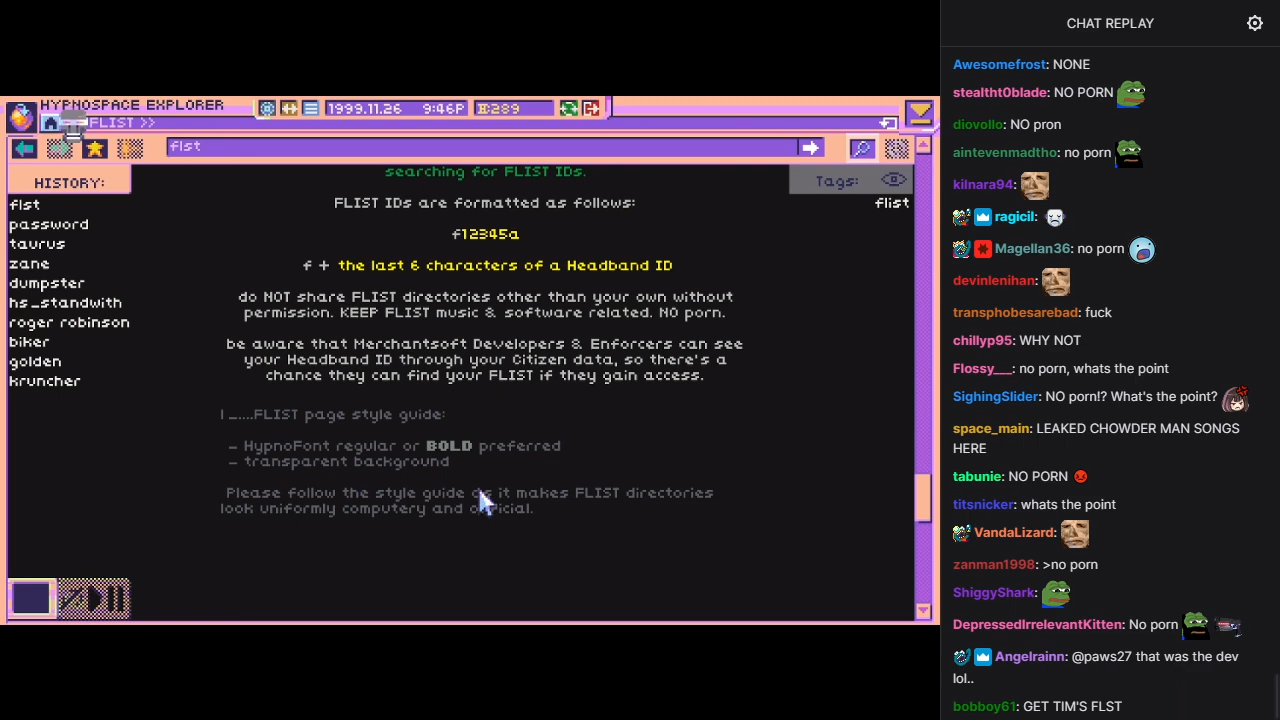 HYPNOSPACE EXPLORER
1999.11.26 9:46P 289
FLIST >>
flst
HISTORY:
flst
password
taurus
zane
dumpster
hs_standwith
roger robinson
biker
golden
kruncher
Tags:
flist
searching for FLIST IDs.
FLIST IDs are formatted as follows:
f12345a
f + the last 6 characters of a Headband ID
do NOT share FLIST directories other than your own without
permission. KEEP FLIST music & software related. NO porn.
be aware that Merchantsoft Developers & Enforcers can see
your Headband ID through your Citizen data, so there's a
chance they can find your FLIST if they gain access.
I _....FLIST page style guide:
- HypnoFont regular or BOLD preferred
- transparent background
Please follow the style guide as it makes FLIST directories
look uniformly computery and official.
CHAT REPLAY
Awesomefrost: NONE
stealtht0blade: NO PORN
diovollo: NO pron
aintevenmadtho: no porn
kilnara94:
ragicil:
Magellan36: no porn
devinlenihan:
transphobesarebad: fuck
chillyp95: WHY NOT
Flossy___: no porn, whats the point
SighingSlider: NO porn!? What's the point?
space_main: LEAKED CHOWDER MAN SONGS
HERE
tabunie: NO PORN
titsnicker: whats the point
VandaLizard:
zanman1998: >no porn
ShiggyShark:
DepressedIrrelevantKitten: No porn
Angelrainn: @paws27 that was the dev
lol..
bobboy61: GET TIM'S FLST